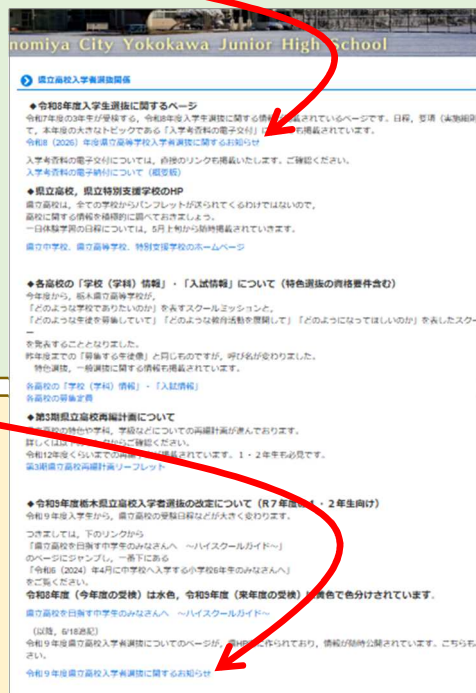 nomiya City Yokokawa Junior High School
県立高校入学者選抜関係
◆令和8年度入学生選抜に関するページ
令和7年度の3年生が受検する、令和8年度入学生選抜に関する情報
載されているページです。日程、要項(実施細則
て、本年度の大きなトピックである「入学考査料の電子交付」に
も掲載されています。
令和8(2026)年度県立高等学校入学者選抜に関するお知らせ
入学考査料の電子交付については、直接のリンクも掲載いたします。ご確認ください。
入学考査料の電子納付について(概要版)
◆県立高校, 県立特別支援学校のHP
県立高校は、全ての学校からパンフレットが送られてくるわけではないので、
高校に関する情報を積極的に調べておきましょう。
一日体験学習の日程については、5月上旬から随時掲載されていきます。
県立中学校、県立高等学校、特別支援学校のホームページ
◆各高校の「学校(学科)情報」・「入試情報」について(特色選抜の資格要件含む)
今年度から、栃木県立高等学校が、
「どのような学校でありたいのか」を表すスクールミッションと、
「どのような生徒を募集していて」「どのような教育活動を展開して」「どのようになってほしいのか」を表したスクー
ー
を発表することとなりました。
昨年度までの「募集する生徒像」と同じものですが、呼び名が変わりました。
特色選抜、一般選抜に関する情報も掲載されています。
各高校の「学校(学科)情報」・「入試情報」
各高校の募集定員
◆第3期県立高校再編計画について
高校の特色や学科、学級などについての再編計画が進んでおります。
詳しくは以下
からご確認ください。
令和12年度くらいまでの再編
が掲載されています。1・2年生も必見です。
第3期県立高校再編計画リーフレット
◆令和9年度栃木県立高校入学者選抜の改定について(R7年度の1・2年生向け)
令和9年度入学生から、県立高校の受験日程などが大きく変わります。
つきましては、下のリンクから
「県立高校を目指す中学生のみなさんへ ~ハイスクールガイド~」
のページにジャンプし、一番下にある
「令和6(2024)年4月に中学校へ入学する小学校6年生のみなさんへ」
をご覧ください。
令和8年度(今年度の受検)は水色, 令和9年度(来年度の受検)
黄色で色分けされています.
県立高校を目指す中学生のみなさんへ ~ハイスクールガイド~
(以降, 6/18追記)
令和9年度県立高校入学者選抜についてのページが、県HP
に作られており、情報が随時公開されています。こちらも
さい。
令和9年度県立高校入学者選抜に関するお知らせ